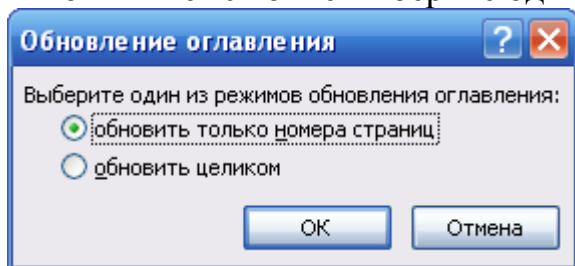 Обновление оглавления
Выберите один из режимов обновления оглавления:
обновить только номера страниц
обновить целиком
ОК
Отмена